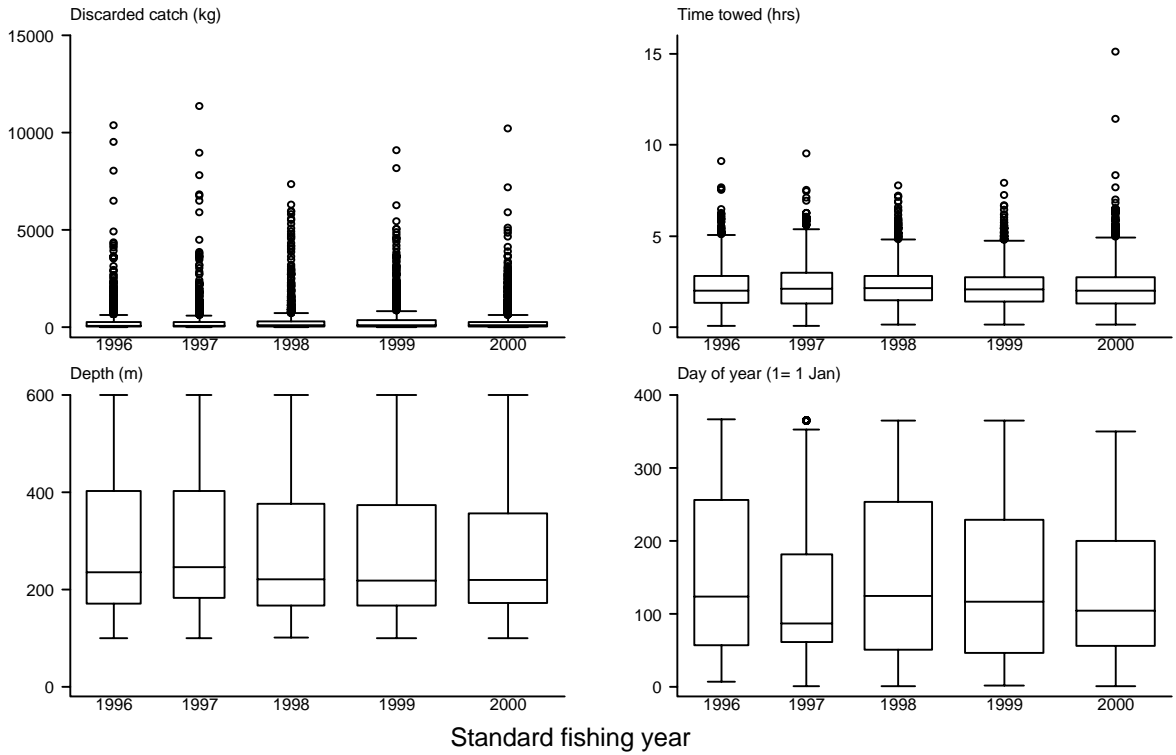 Discarded catch (kg)
15000
10000
5000
0
1996 1997 1998 1999 2000
Time towed (hrs)
15
10
5
0
1996 1997 1998 1999 2000
Depth (m)
600
400
200
0
1996 1997 1998 1999 2000
Day of year (1= 1 Jan)
400
300
200
100
0
1996 1997 1998 1999 2000
Standard fishing year